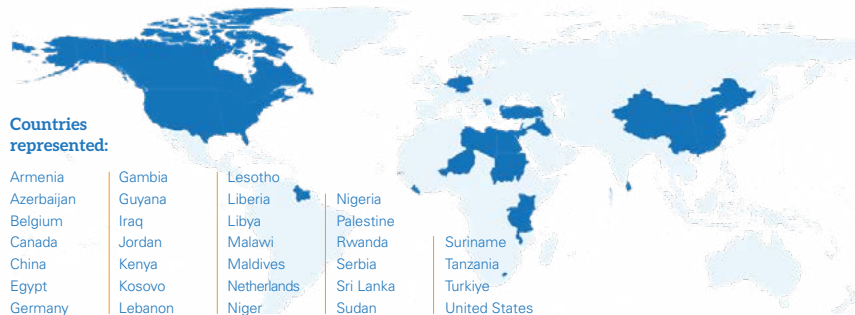 Countries
represented:
Armenia
Azerbaijan
Belgium
Canada
China
Egypt
Germany
Gambia
Guyana
Iraq
Jordan
Kenya
Kosovo
Lebanon
Lesotho
Liberia
Libya
Malawi
Maldives
Netherlands
Niger
Nigeria
Palestine
Rwanda
Serbia
Sri Lanka
Sudan
Suriname
Tanzania
Turkiye
United States